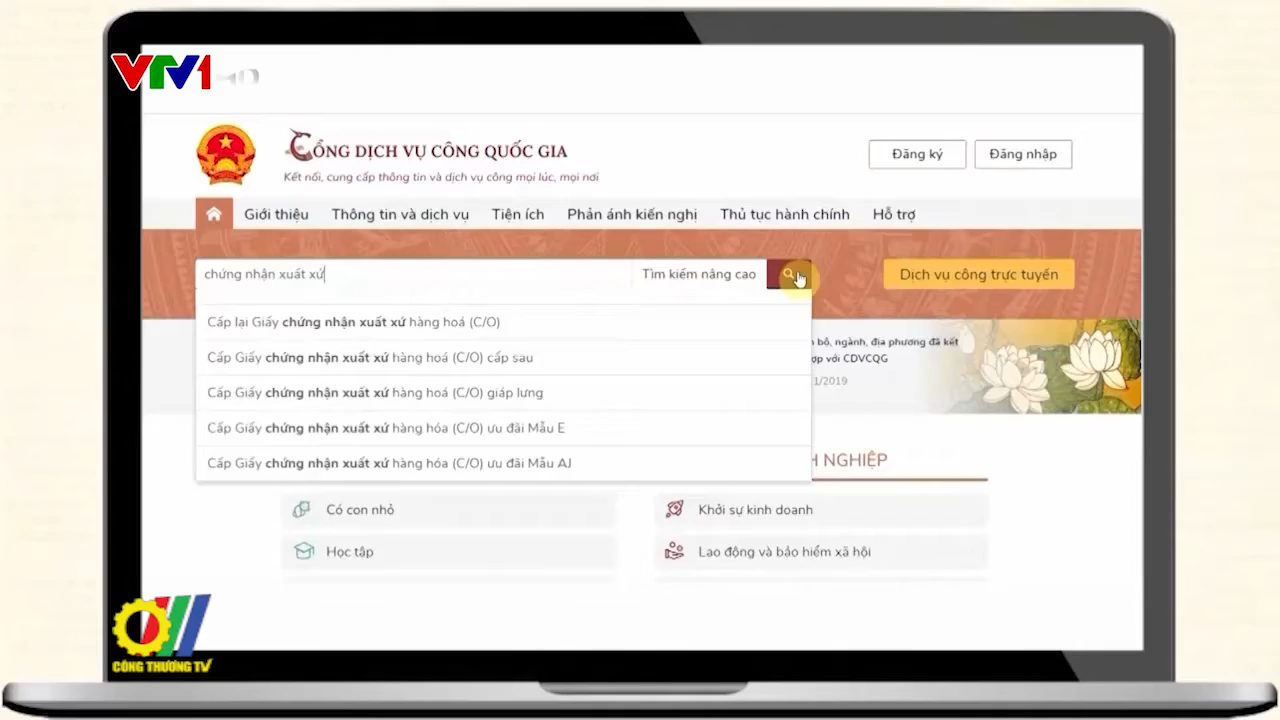 VTV1
CỔNG DỊCH VỤ CÔNG QUỐC GIA
Kết nối, cung cấp thông tin và dịch vụ công mọi lúc, mọi nơi
Đăng ký
Đăng nhập
Giới thiệu
Thông tin và dịch vụ
Tiện ích
Phản ánh kiến nghị
Thủ tục hành chính
Hỗ trợ
chứng nhận xuất xứ
Tìm kiếm nâng cao
Dịch vụ công trực tuyến
Cấp lại Giấy chứng nhận xuất xứ hàng hoá (C/O)
Cấp Giấy chứng nhận xuất xứ hàng hoá (C/O) cấp sau
Cấp Giấy chứng nhận xuất xứ hàng hoá (C/O) giáp lưng
Cấp Giấy chứng nhận xuất xứ hàng hóa (C/O) ưu đãi Mẫu E
Cấp Giấy chứng nhận xuất xứ hàng hóa (C/O) ưu đãi Mẫu AJ
bộ, ngành, địa phương đã kết
với CDVCQG
1/2019
NGHIỆP
Có con nhỏ
Khởi sự kinh doanh
Học tập
Lao động và bảo hiểm xã hội
CÔNG THƯƠNG TV